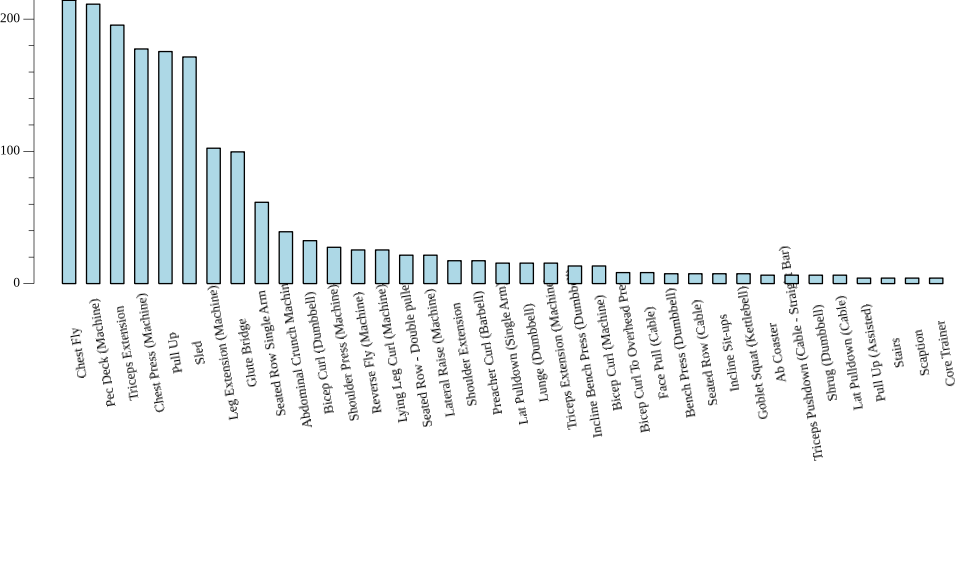 200
100
0
Chest Fly
Pec Deck (Machine)
Triceps Extension
Chest Press (Machine)
Pull Up
Sled
Leg Extension (Machine)
Glute Bridge
Seated Row Single Arm
Abdominal Crunch Machin
Bicep Curl (Dumbbell)
Shoulder Press (Machine)
Reverse Fly (Machine)
Lying Leg Curl (Machine)
Seated Row - Double pulle
Lateral Raise (Machine)
Shoulder Extension
Preacher Curl (Barbell)
Lat Pulldown (Single Arm
Lunge (Dumbbell)
Triceps Extension (Machine
Incline Bench Press (Dumbb
Bicep Curl (Machine)
Bicep Curl To Overhead Pre
Face Pull (Cable)
Bench Press (Dumbbell)
Seated Row (Cable)
Incline Sit-ups
Goblet Squat (Kettlebell)
Ab Coaster
Triceps Pushdown (Cable - Straight Bar)
Shrug (Dumbbell)
Lat Pulldown (Cable)
Pull Up (Assisted)
Stairs
Scaption
Core Trainer